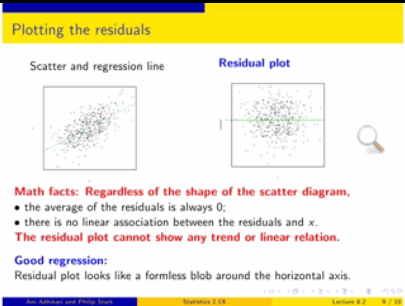 Plotting the residuals
Scatter and regression line
Residual plot
Math facts: Regardless of the shape of the scatter diagram,
• the average of the residuals is always 0;
• there is no linear association between the residuals and x.
The residual plot cannot show any trend or linear relation.
Good regression:
Residual plot looks like a formless blob around the horizontal axis.
Ani Adhikari and Philip Stark
Statistics 2.1X
Lecture 8.2
9 / 10